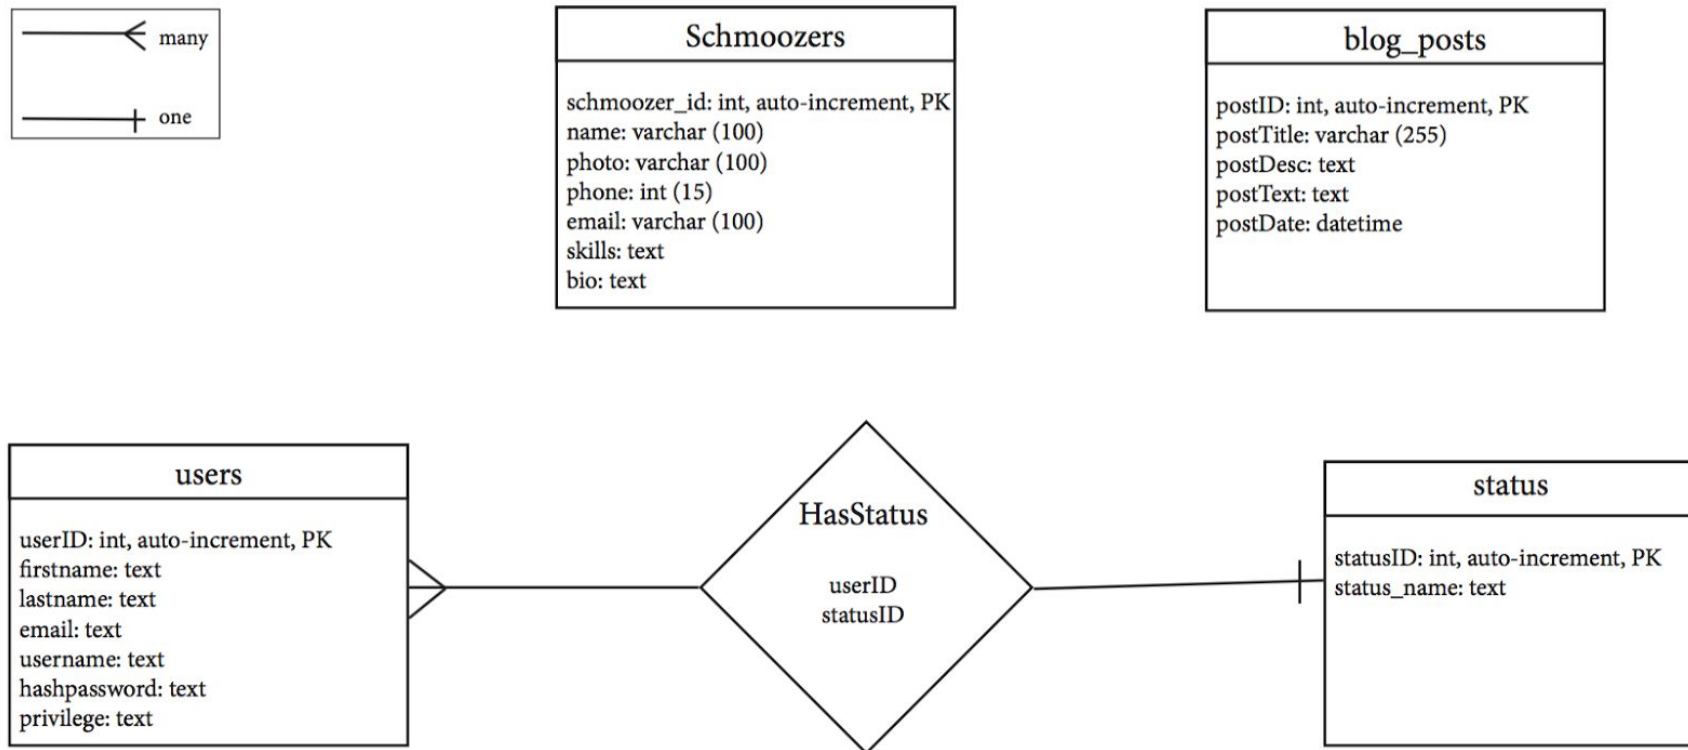 many
one
Schmoozers
schmoozer_id: int, auto-increment, PK
name: varchar (100)
photo: varchar (100)
phone: int (15)
email: varchar (100)
skills: text
bio: text
blog_posts
postID: int, auto-increment, PK
postTitle: varchar (255)
postDesc: text
postText: text
postDate: datetime
users
userID: int, auto-increment, PK
firstname: text
lastname: text
email: text
username: text
hashpassword: text
privilege: text
HasStatus
userID
statusID
status
statusID: int, auto-increment, PK
status_name: text